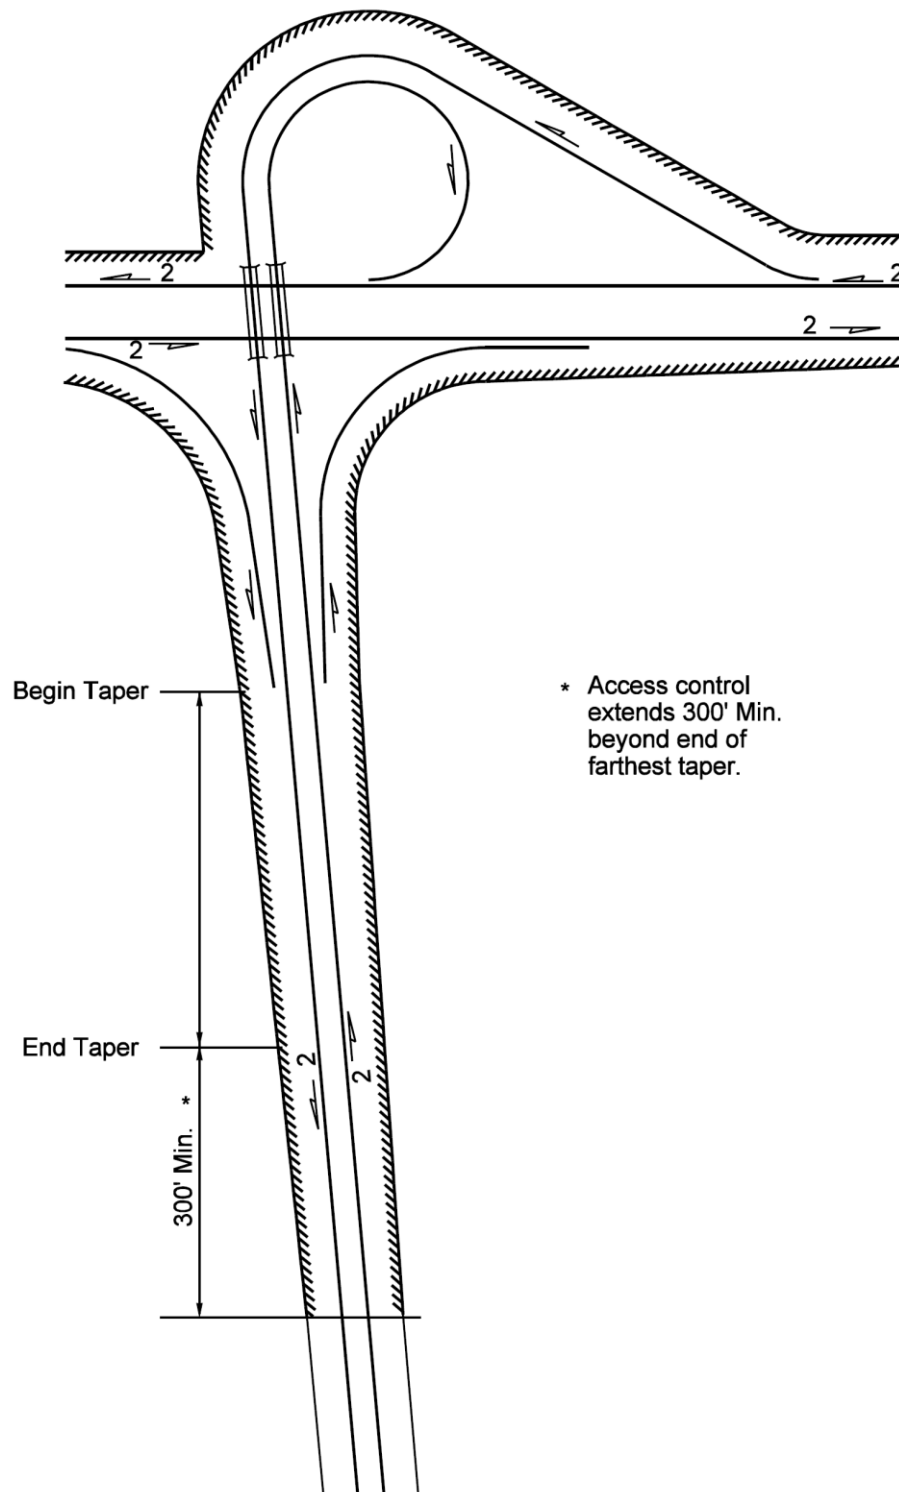 2
2
2
2
Begin Taper
* Access control
extends 300' Min.
beyond end of
farthest taper.
End Taper
2
2
300' Min. *